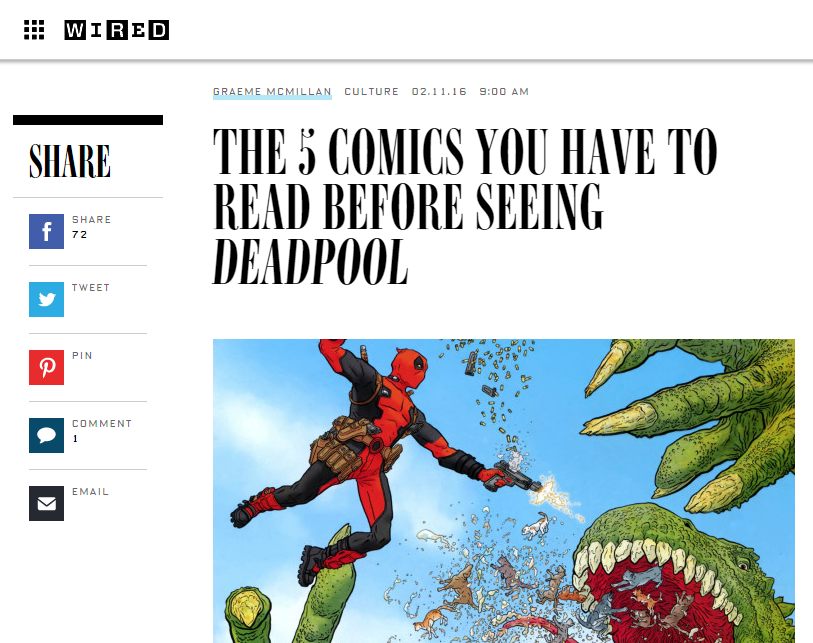 WIRED
GRAEME MCMILLAN CULTURE 02.11.16 9:00 AM
THE 5 COMICS YOU HAVE TO
READ BEFORE SEEING
DEADPOOL
SHARE
SHARE
72
TWEET
PIN
COMMENT
1
EMAIL